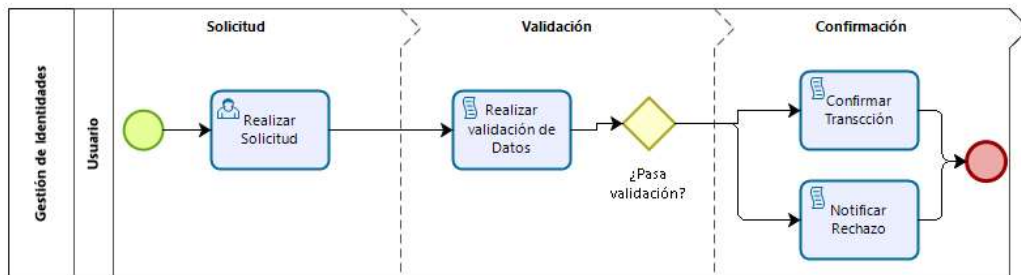 Solicitud
Validación
Confirmación
Gestión de Identidades
Usuario
Realizar
Solicitud
Realizar
validación de
Datos
¿Pasa
validación?
Confirmar
Transcción
Notificar
Rechazo